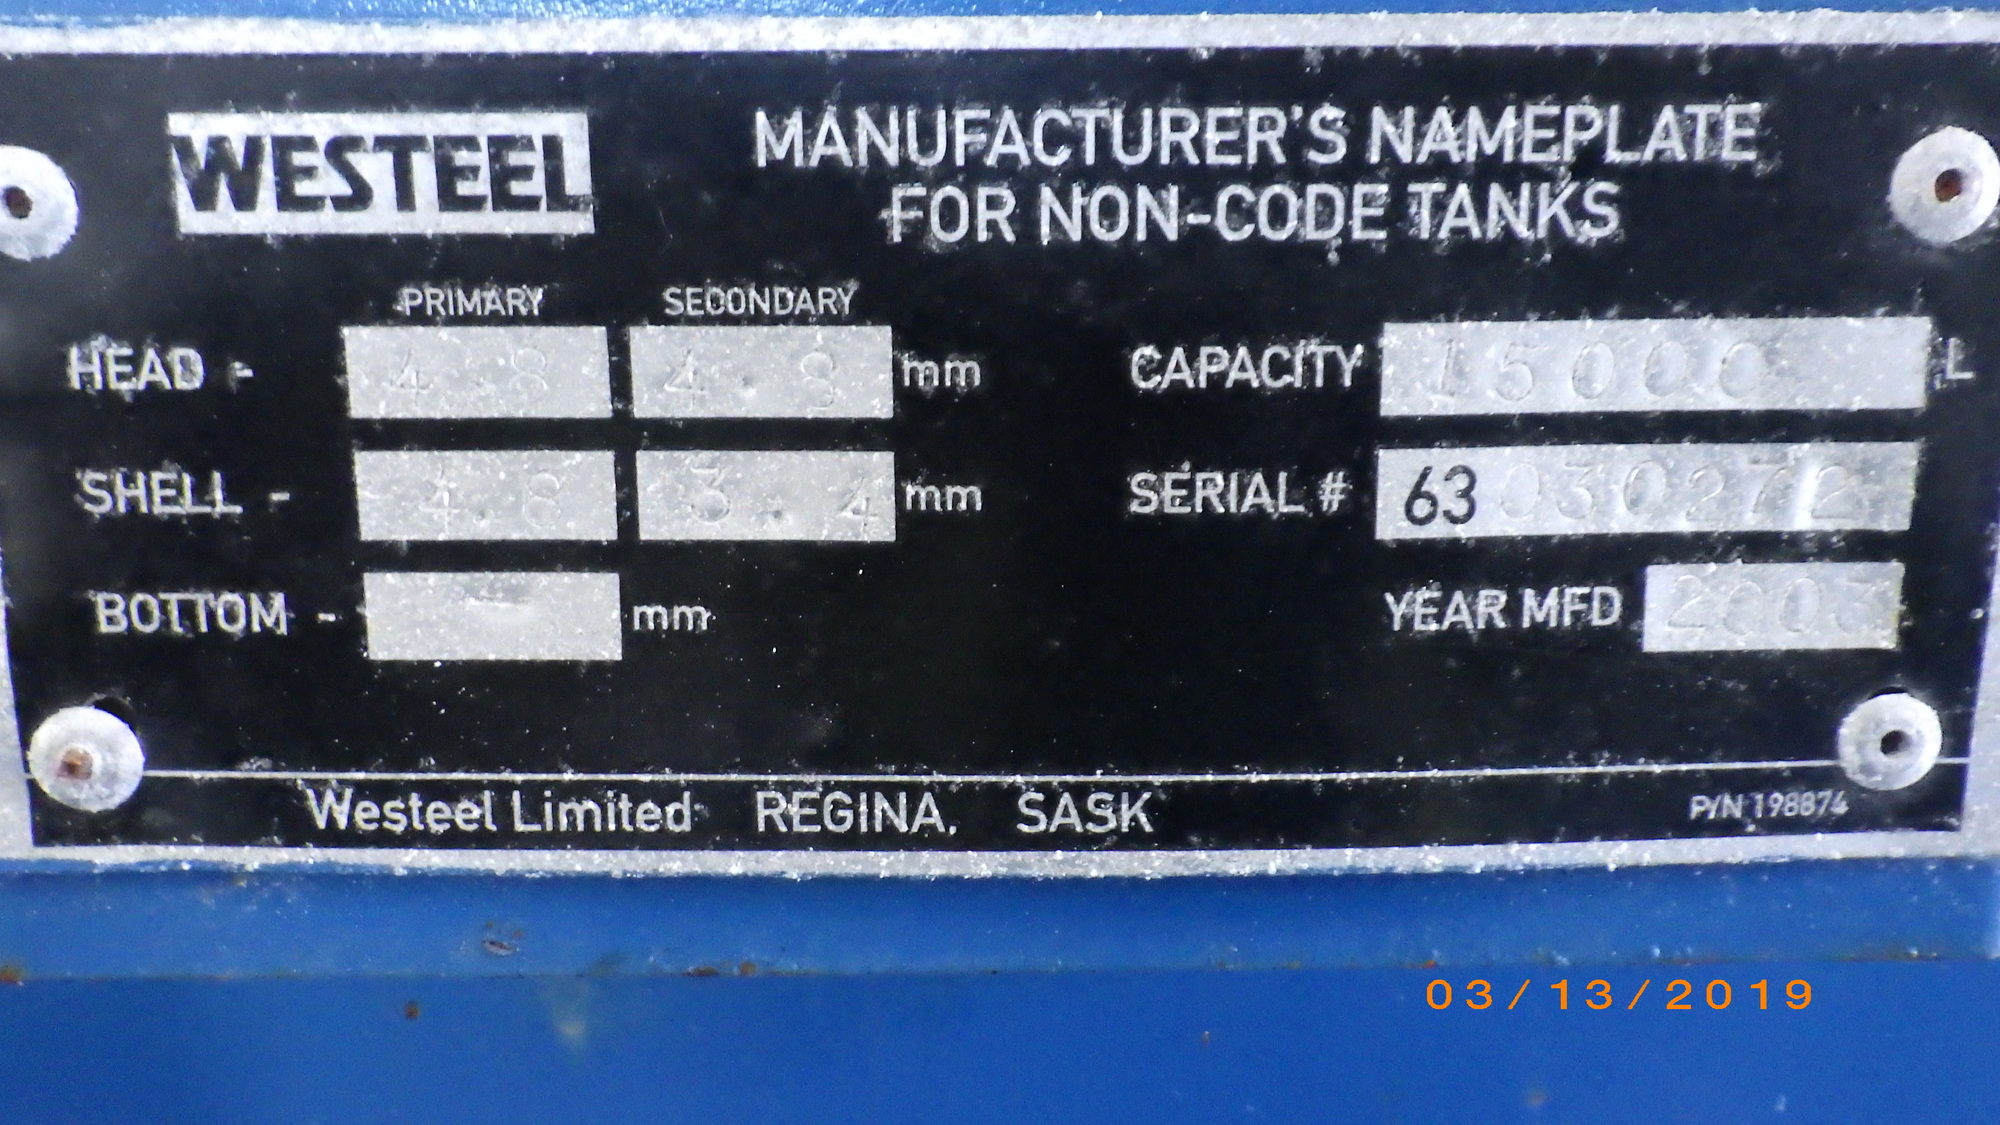 WESTEEL
MANUFACTURER'S NAMEPLATE
FOR NON-CODE TANKS
PRIMARY SECONDARY
HEAD - 4.8 4.8 mm
SHELL - 4.8 3.4 mm
BOTTOM - - mm
CAPACITY 15000 L
SERIAL # 63030272
YEAR MFD 2003
Westeel Limited REGINA, SASK
P/N 198874
03/13/2019